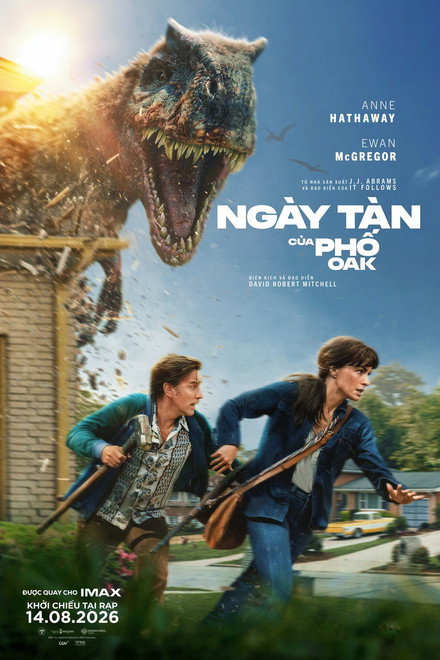 ANNE
HATHAWAY
EWAN
McGREGOR
TỪ NHÀ SẢN XUẤT J.J. ABRAMS
VÀ ĐẠO DIỄN CỦA IT FOLLOWS
NGÀY TÀN
CỦA PHỐ
OAK
BIÊN KỊCH VÀ ĐẠO DIỄN
DAVID ROBERT MITCHELL
ĐƯỢC QUAY CHO IMAX
KHỞI CHIẾU TẠI RẠP
14.08.2026